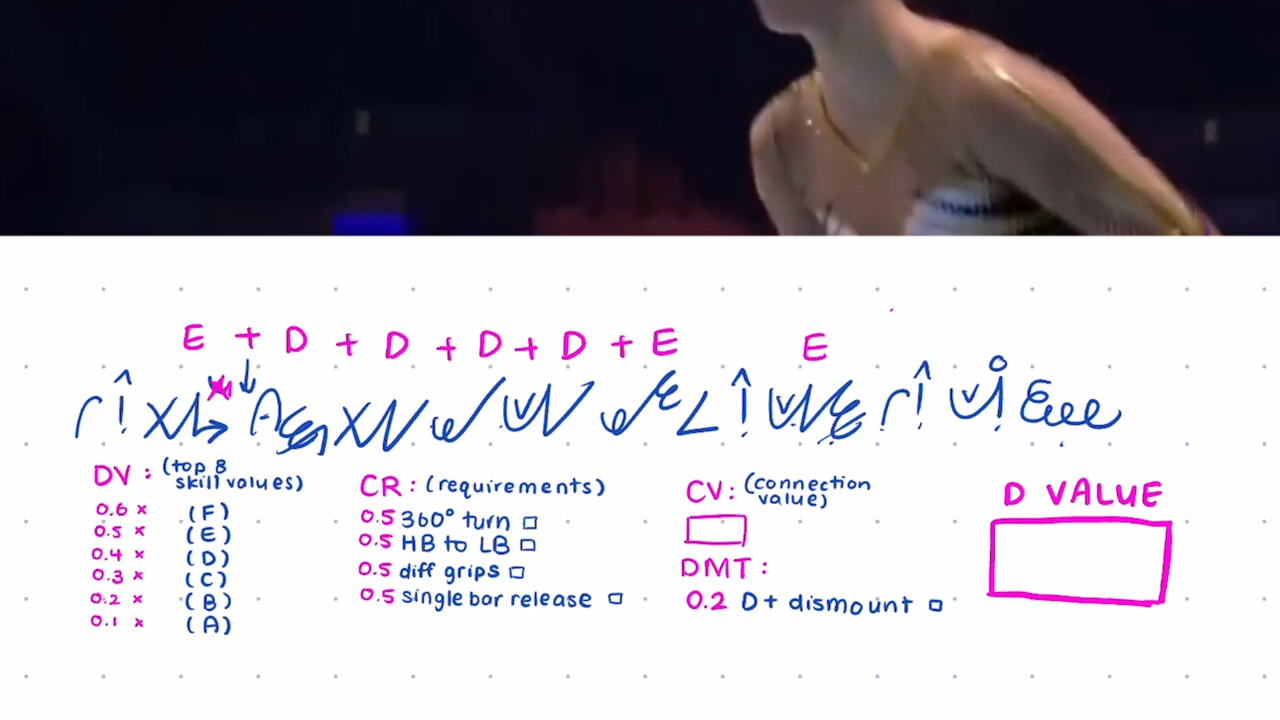 E + D + D + D + D + E E
DV: (top 8
skill values)
0.6 x (F)
0.5 x (E)
0.4 x (D)
0.3 x (C)
0.2 x (B)
0.1 x (A)
CR: (requirements)
0.5 360° turn
0.5 HB to LB
0.5 diff grips
0.5 single bar release
CV: (connection
value)
DMT:
0.2 D+ dismount
D VALUE